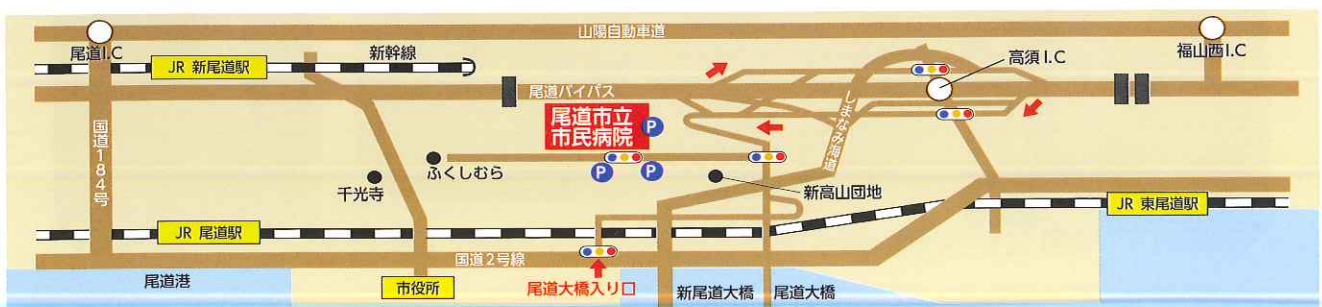 山陽自動車道
尾道I.C
JR 新尾道駅
新幹線
高須 I.C
福山西I.C
尾道バイパス
国道184号
尾道市立
市民病院
P
しまなみ海道
ふくしむら
千光寺
P
P
新高山団地
JR 尾道駅
JR 東尾道駅
国道2号線
尾道港
市役所
尾道大橋入り口
新尾道大橋
尾道大橋